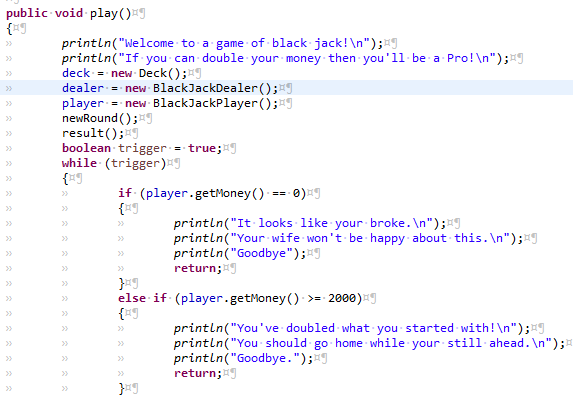 public void play()
{
println("Welcome to a game of black jack!\n");
println("If you can double your money then you'll be a Pro!\n");
deck = new Deck();
dealer = new BlackJackDealer();
player = new BlackJackPlayer();
newRound();
result();
boolean trigger = true;
while (trigger)
{
if (player.getMoney() == 0)
{
println("It looks like your broke.\n");
println("Your wife won't be happy about this.\n");
println("Goodbye");
return;
}
else if (player.getMoney() >= 2000)
{
println("You've doubled what you started with!\n");
println("You should go home while your still ahead.\n");
println("Goodbye.");
return;
}